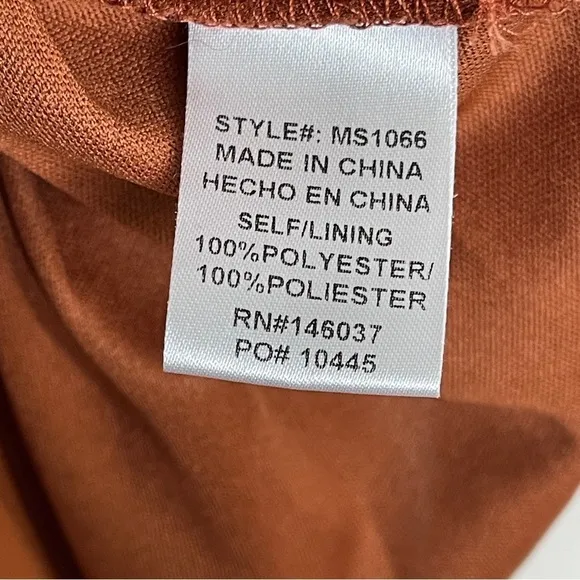 STYLE#: MS1066
MADE IN CHINA
HECHO EN CHINA
SELF/LINING
100%POLYESTER/
100%POLIESTER
RN#146037
PO# 10445